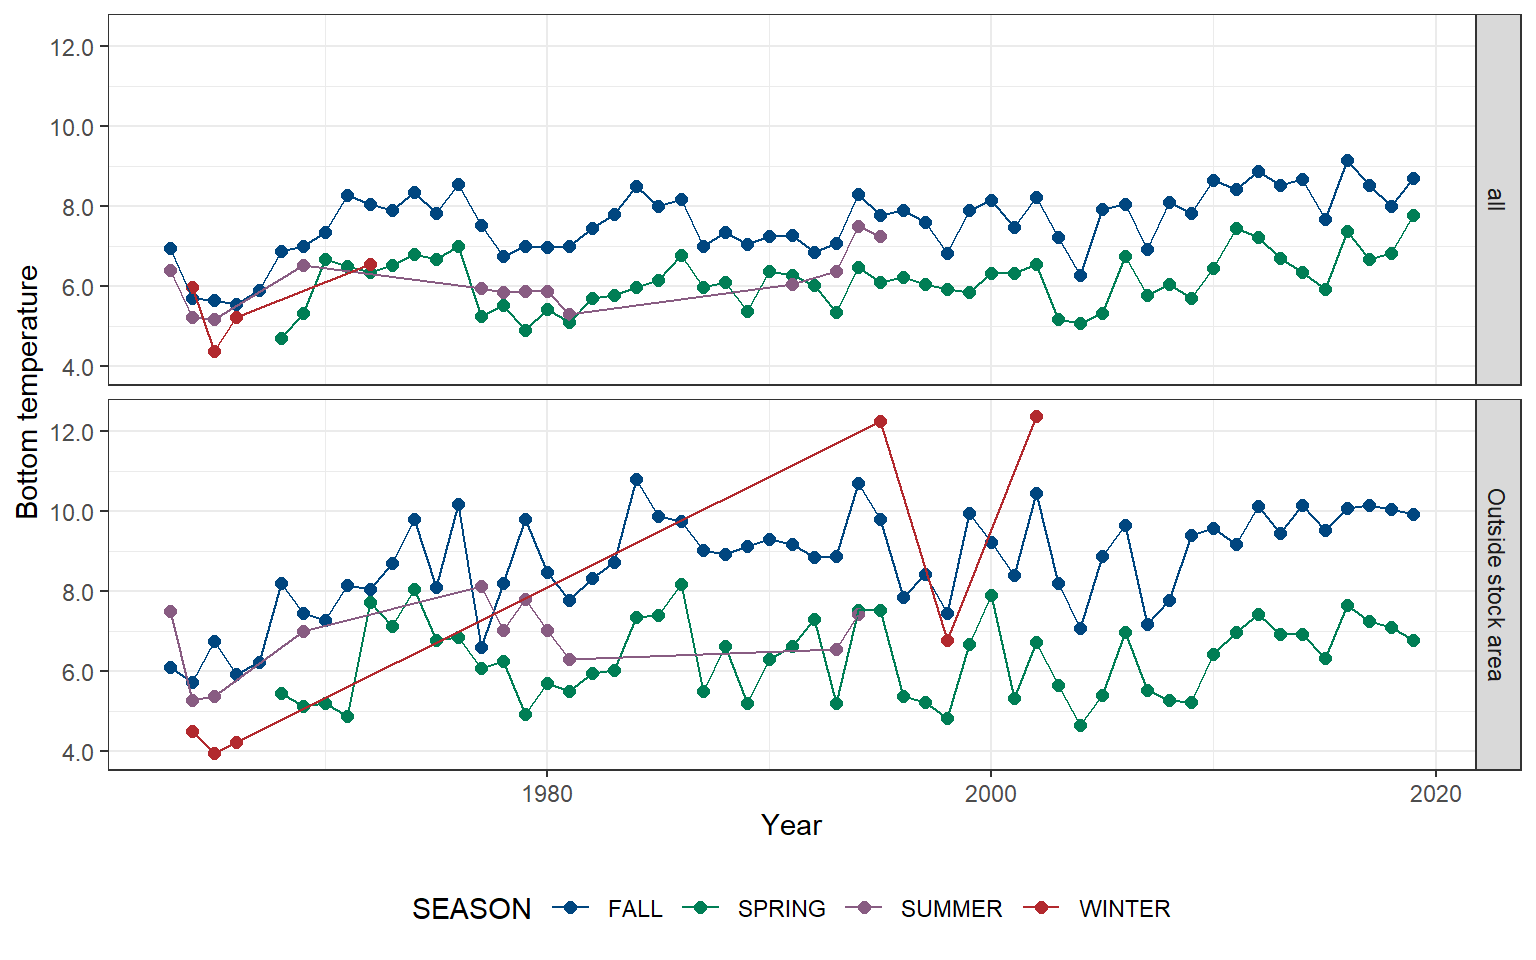 12.0
10.0
8.0
6.0
4.0
all
12.0
10.0
8.0
6.0
4.0
Outside stock area
Bottom temperature
1980 2000 2020
Year
SEASON FALL SPRING SUMMER WINTER